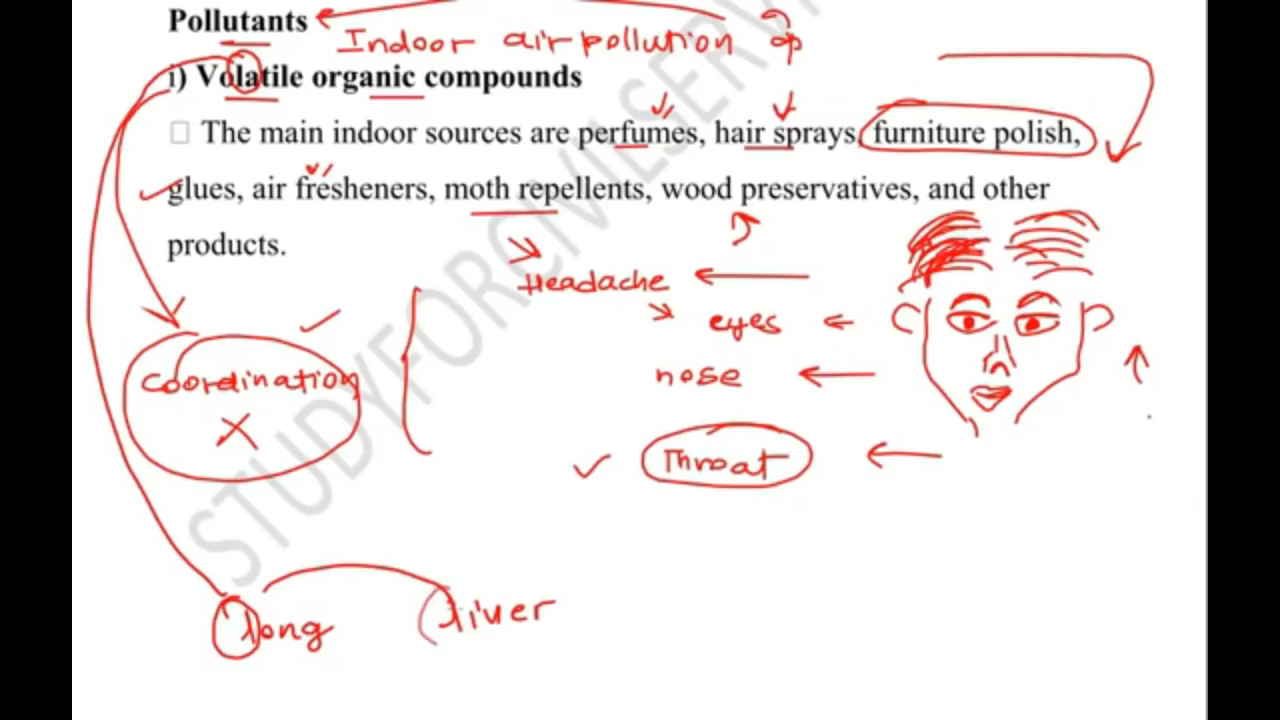 Pollutants
Indoor air pollution
i) Volatile organic compounds
The main indoor sources are perfumes, hair sprays, furniture polish,
glues, air fresheners, moth repellents, wood preservatives, and other
products.
Headache
eyes
Coordination
nose
Throat
long liver
STUDYFORCIVILSERVI